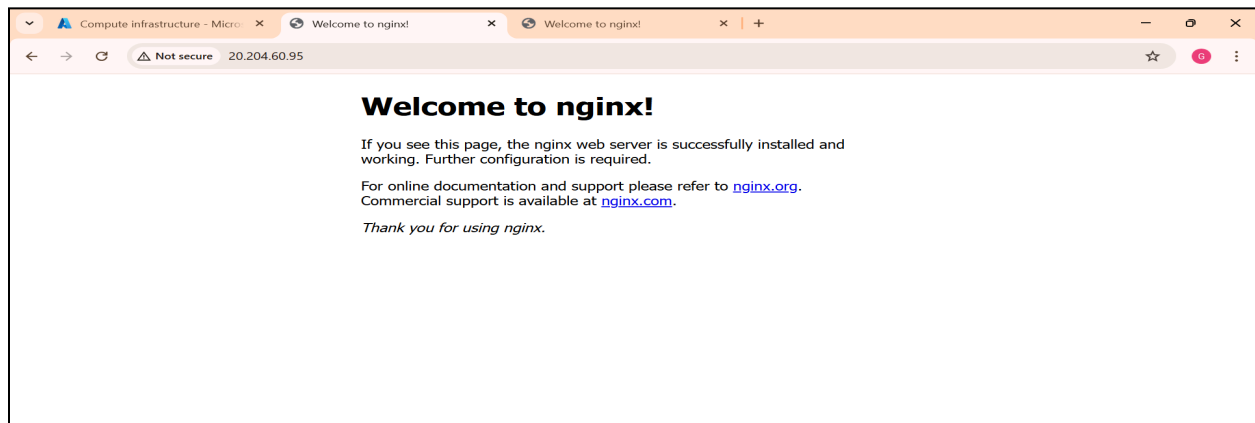 Compute infrastructure - Micro
Welcome to nginx!
Welcome to nginx!
Not secure
20.204.60.95
G
Welcome to nginx!
If you see this page, the nginx web server is successfully installed and
working. Further configuration is required.
For online documentation and support please refer to nginx.org.
Commercial support is available at nginx.com.
Thank you for using nginx.